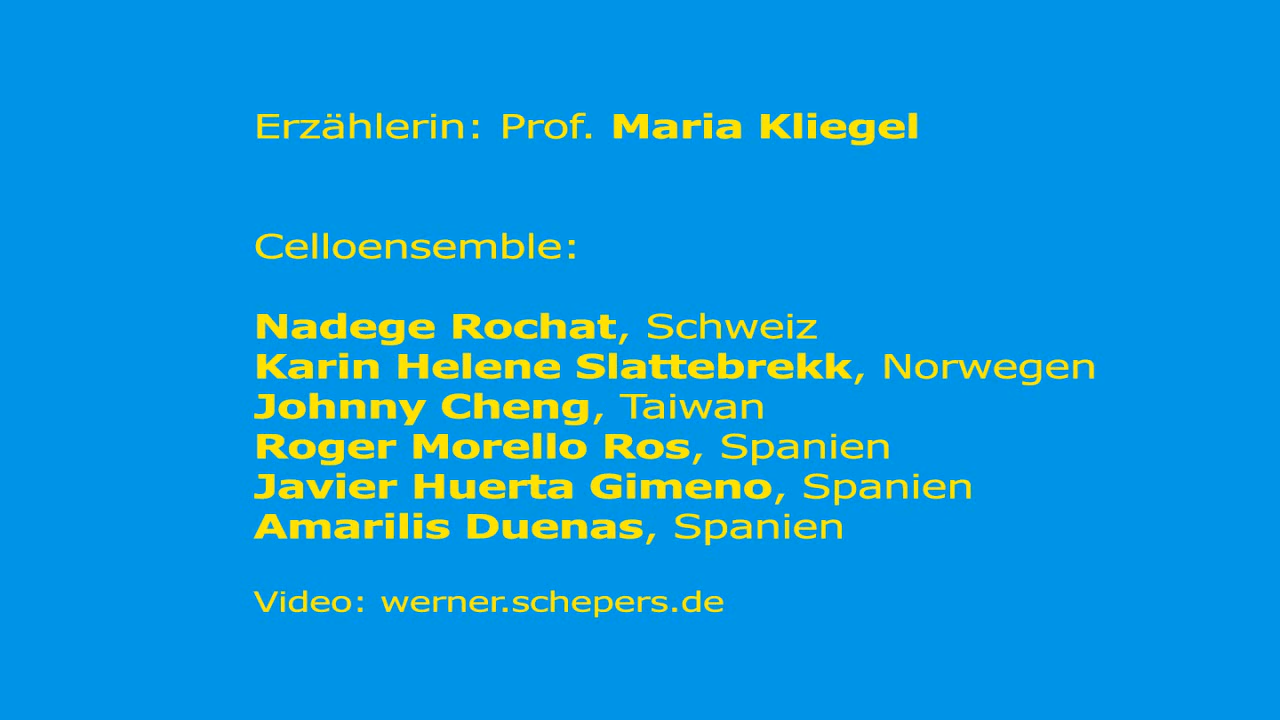 Erzählerin: Prof. Maria Kliegel
Celloensemble:
Nadege Rochat, Schweiz
Karin Helene Slattebrekk, Norwegen
Johnny Cheng, Taiwan
Roger Morello Ros, Spanien
Javier Huerta Gimeno, Spanien
Amarilis Duenas, Spanien
Video: werner.schepers.de